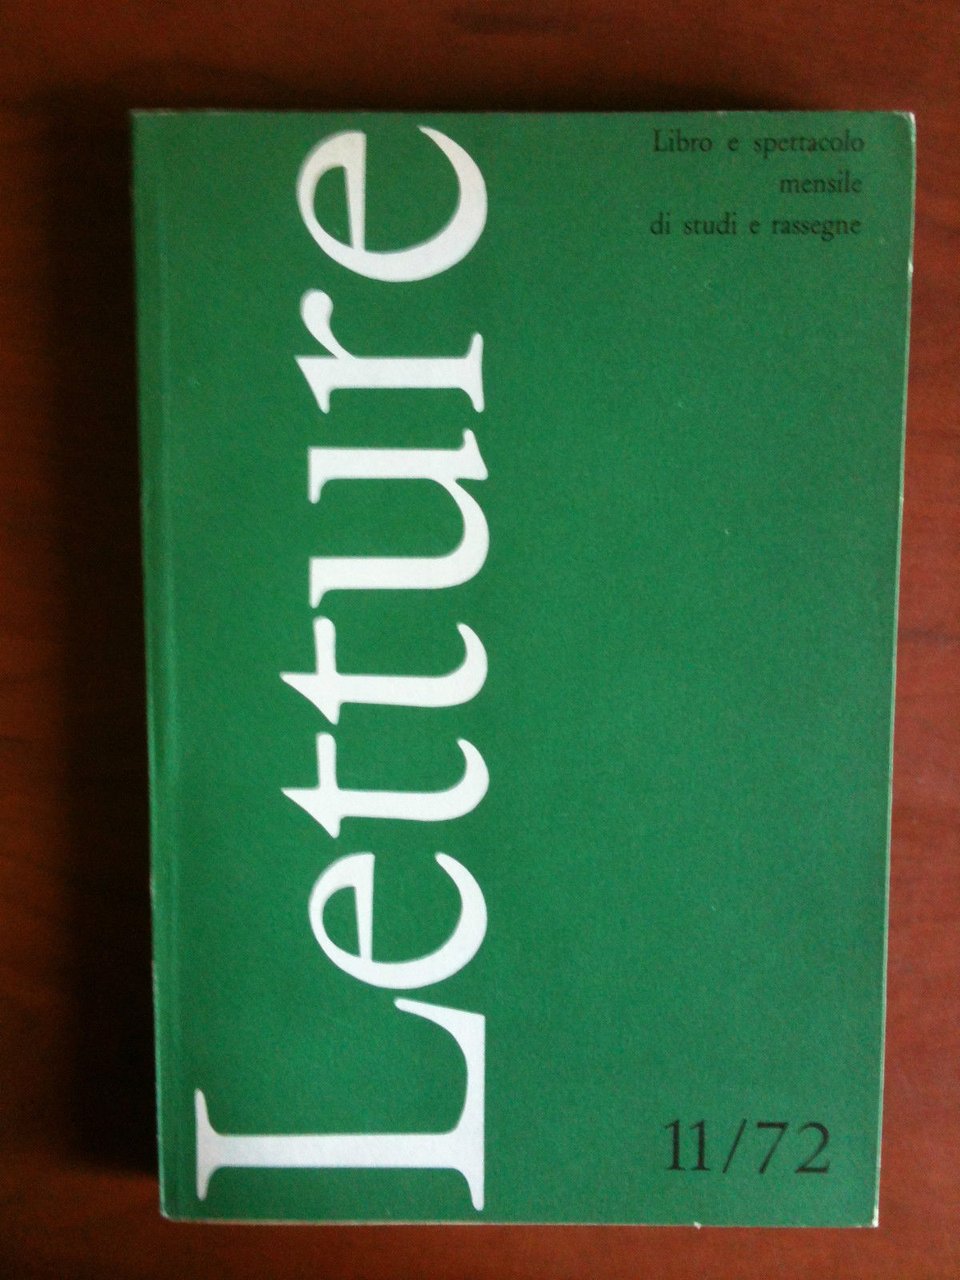 Libro e spettacolo
mensile
di studi e rassegne
Letture
11/72